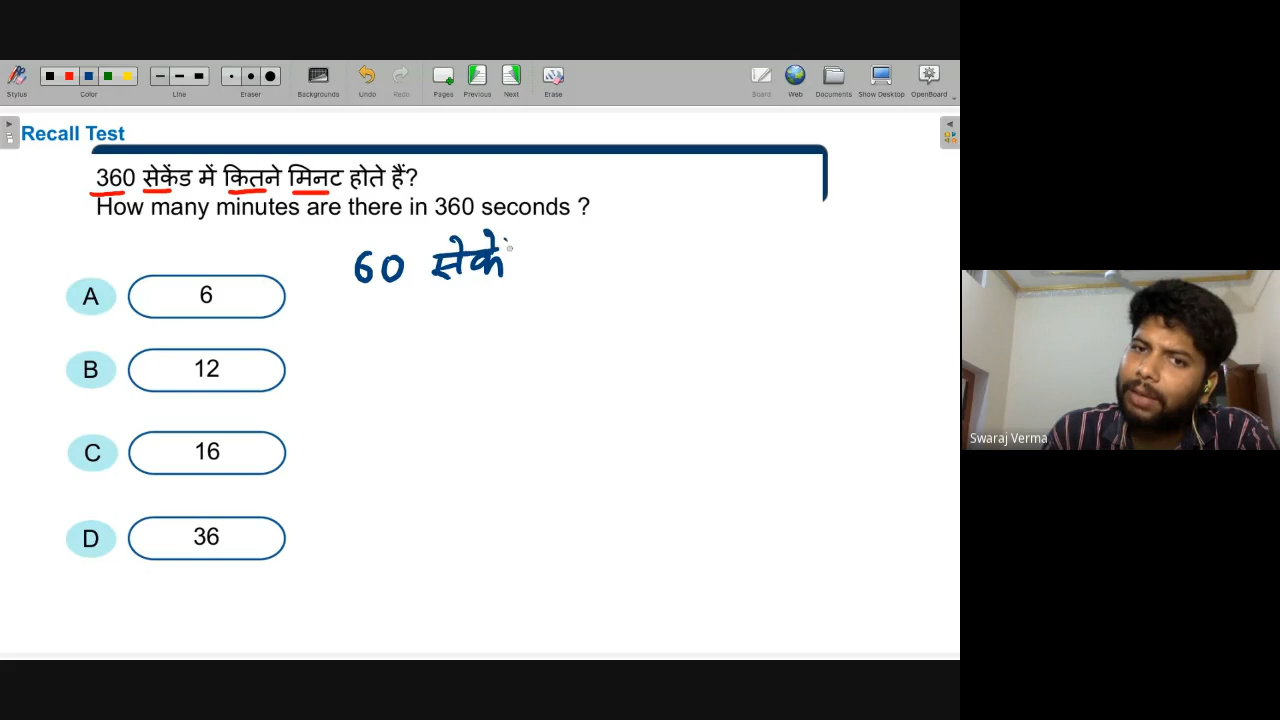 Stylus Color Line Eraser Backgrounds Undo Redo Pages Previous Next Erase Board Web Documents Show Desktop OpenBoard
Recall Test
360 सेकेंड में कितने मिनट होते हैं?
How many minutes are there in 360 seconds ?
60 सेके
A 6
B 12
C 16
D 36
Swaraj Verma